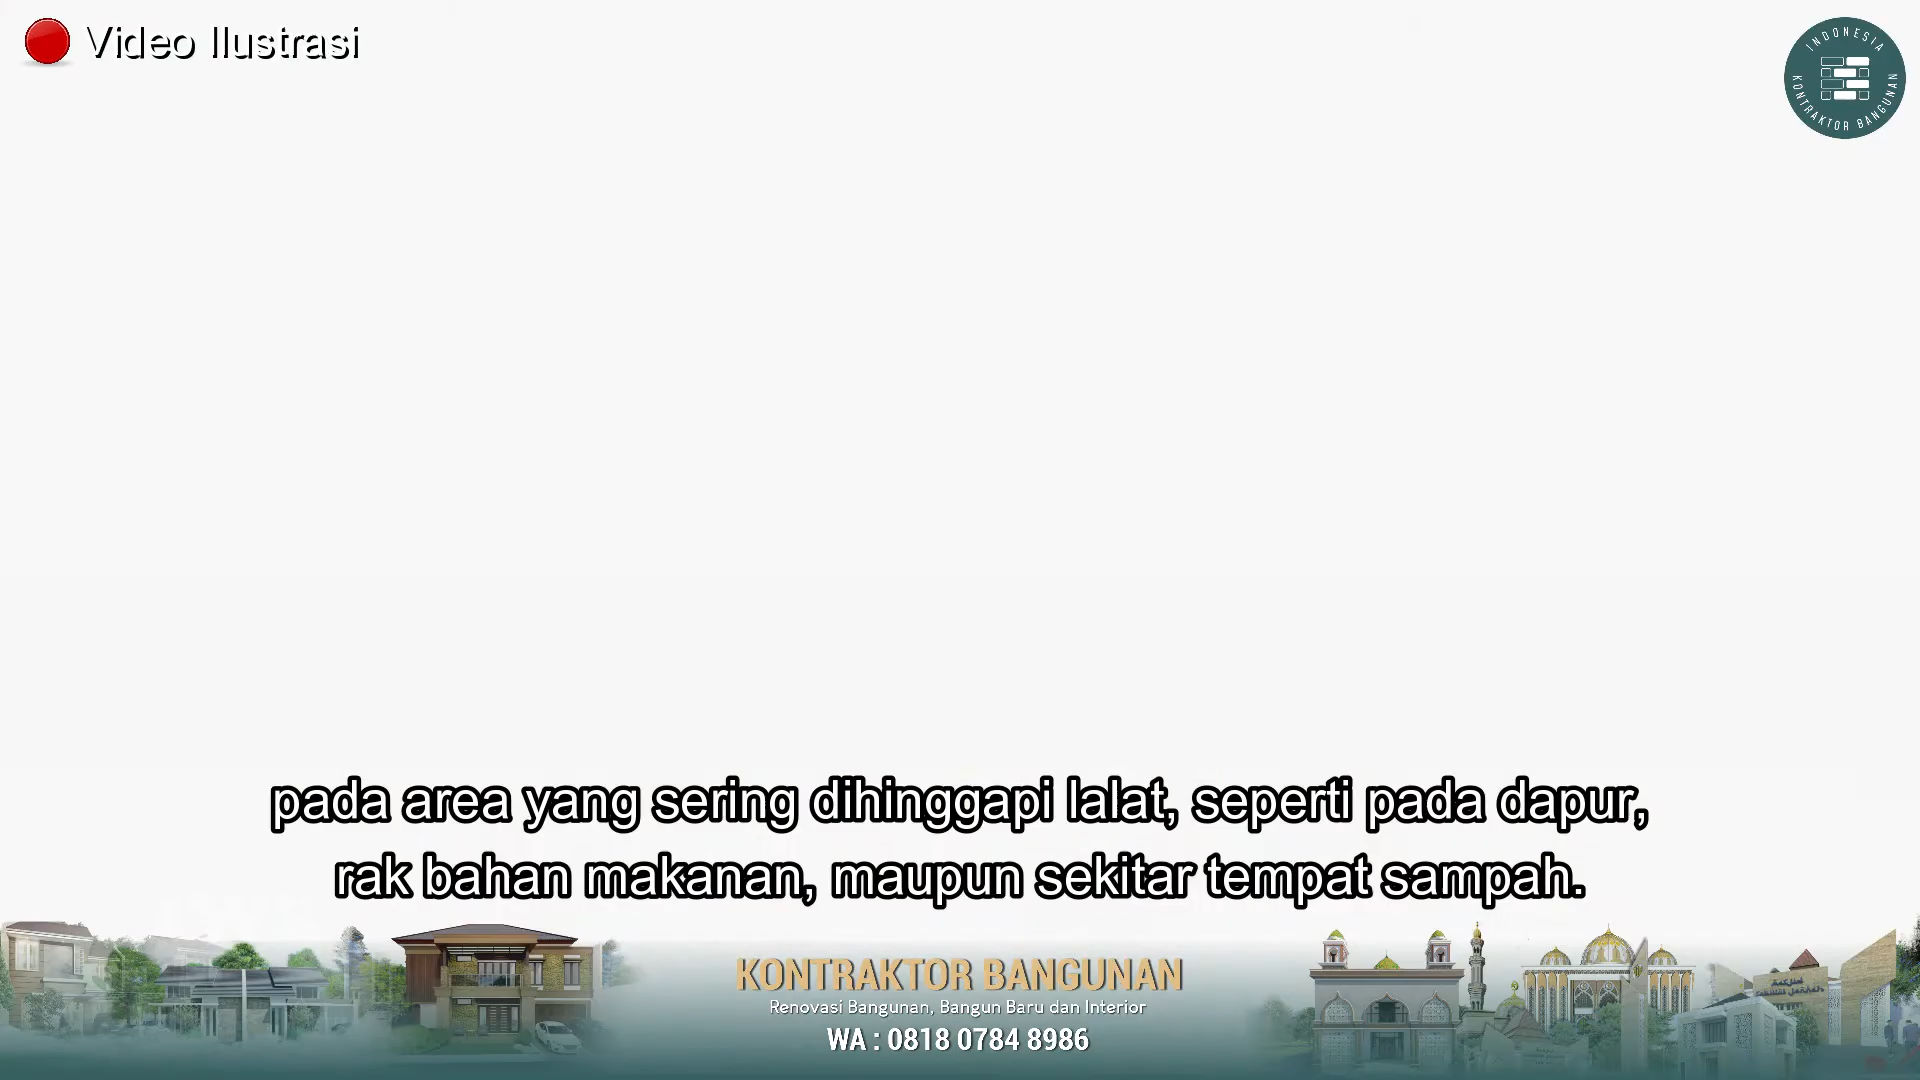 Video Ilustrasi
INDONESIA
KONTRAKTOR BANGUNAN
pada area yang sering dihinggapi lalat, seperti pada dapur,
rak bahan makanan, maupun sekitar tempat sampah.
KONTRAKTOR BANGUNAN
Renovasi Bangunan, Bangun Baru dan Interior
WA : 0818 0784 8986